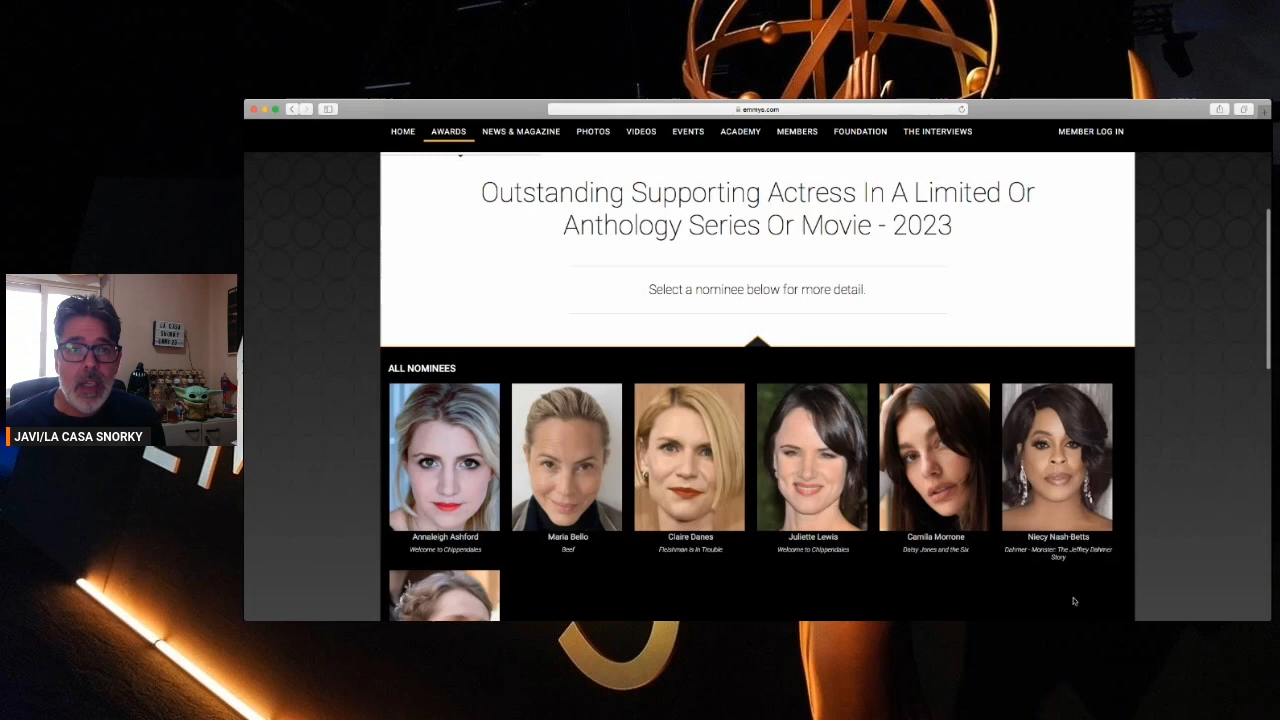 emmys.com
HOME AWARDS NEWS & MAGAZINE PHOTOS VIDEOS EVENTS ACADEMY MEMBERS FOUNDATION THE INTERVIEWS MEMBER LOG IN
Outstanding Supporting Actress In A Limited Or
Anthology Series Or Movie - 2023
Select a nominee below for more detail.
ALL NOMINEES
Annaleigh Ashford
Welcome to Chippendales
Maria Bello
Beef
Claire Danes
Fleishman Is in Trouble
Juliette Lewis
Welcome to Chippendales
Camila Morrone
Daisy Jones and the Six
Niecy Nash-Betts
Dahmer - Monster: The Jeffrey Dahmer
Story
LA CASA
SNORKY
JAVI/LA CASA SNORKY